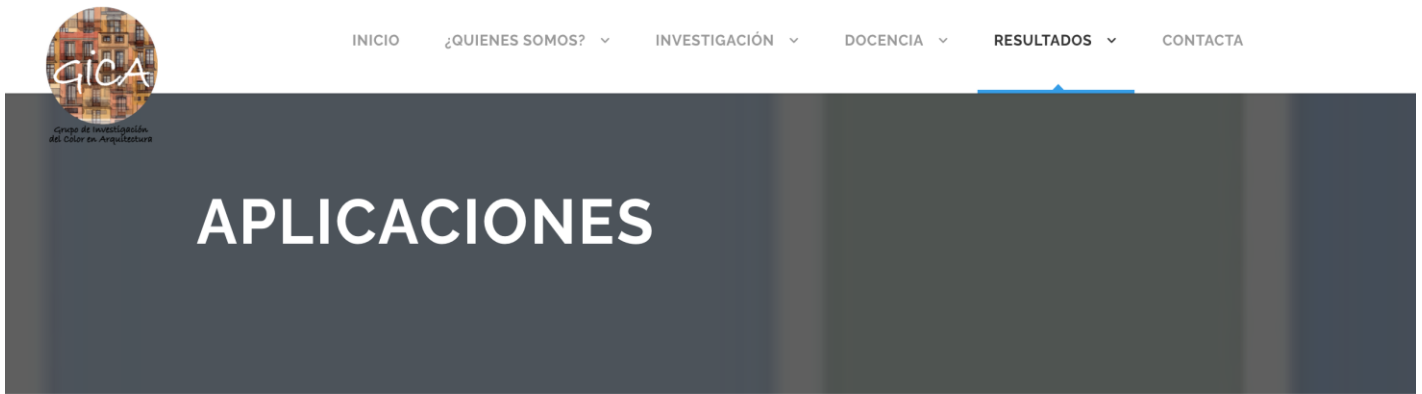 GICA
Grupo de Investigación
del Color en Arquitectura
INICIO
¿QUIENES SOMOS?
INVESTIGACIÓN
DOCENCIA
RESULTADOS
CONTACTA
APLICACIONES